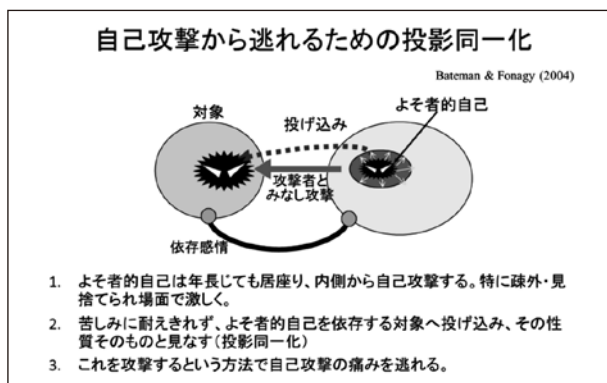 自己攻撃から逃れるための投影同一化
Bateman & Fonagy (2004)
対象
投げ込み
よそ者的自己
攻撃者と
みなし攻撃
依存感情
1. よそ者的自己は年長じても居座り、内側から自己攻撃する。特に疎外・見
捨てられ場面で激しく。
2. 苦しみに耐えきれず、よそ者的自己を依存する対象へ投げ込み、その性
質そのものと見なす(投影同一化)
3. これを攻撃するという方法で自己攻撃の痛みを逃れる。